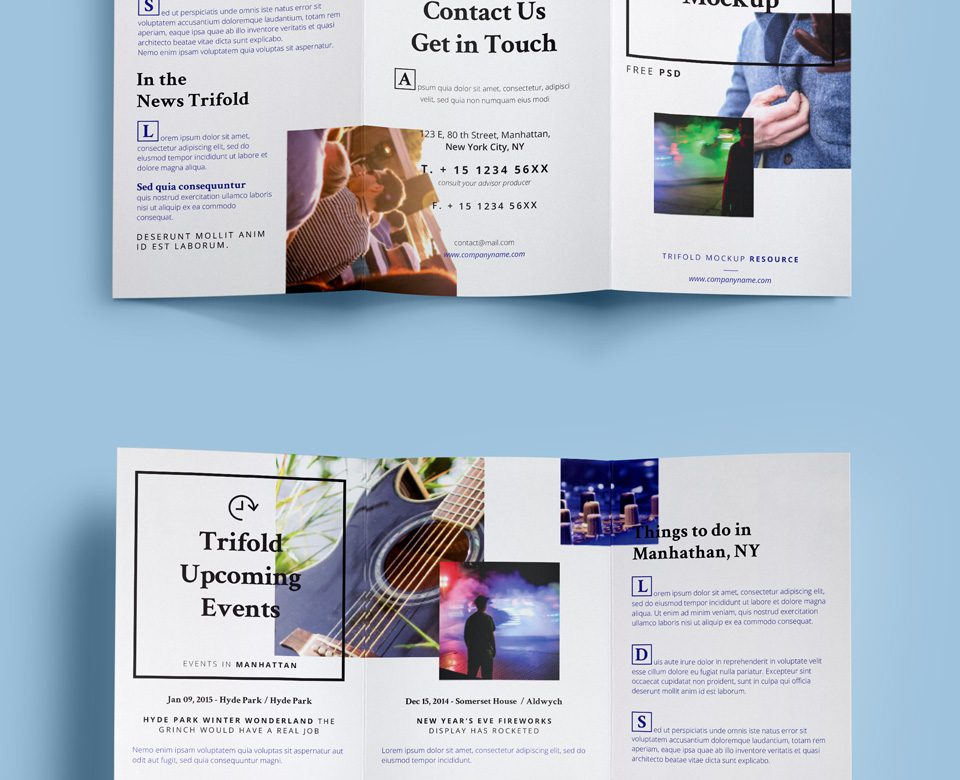 Sed ut perspiciatis unde omnis iste natus error sit
voluptatem accusantium doloremque laudantium, totam rem
aperiam, eaque ipsa quae ab illo inventore veritatis et quasi
architecto beatae vitae dicta sunt explicabo.
Nemo enim ipsam voluptatem quia voluptas sit aspernatur.
In the
News Trifold
Lorem ipsum dolor sit amet,
consectetur adipiscing elit, sed do
eiusmod tempor incididunt ut labore et
dolore magna aliqua.
Sed quia consequuntur
quis nostrud exercitation ullamco laboris
nisi ut aliquip ex ea commodo
consequat.
DESERUNT MOLLIT ANIM
ID EST LABORUM.
Contact Us
Get in Touch
Apsum quia dolor sit amet, consectetur, adipisci
velit, sed quia non numquam eius modi
123 E, 80 th Street, Manhattan,
New York City, NY
T. + 15 1234 56XX
consult your advisor producer
F. + 15 1234 56XX
contact@mail.com
www.companyname.com
Mockup
FREE PSD
TRIFOLD MOCKUP RESOURCE
www.companyname.com
Trifold
Upcoming
Events
EVENTS IN MANHATTAN
Jan 09, 2015 - Hyde Park / Hyde Park
HYDE PARK WINTER WONDERLAND THE
GRINCH WOULD HAVE A REAL JOB
Nemo enim ipsam voluptatem quia voluptas sit aspernatur aut
odit aut fugit, sed quia consequuntur magni.
Dec 15, 2014 - Somerset House / Aldwych
NEW YEAR'S EVE FIREWORKS
DISPLAY HAS ROCKETED
Lorem ipsum dolor sit amet, consectetur adipiscing elit, sed do
eiusmod tempor incididunt.
Things to do in
Manhathan, NY
Lorem ipsum dolor sit amet, consectetur adipiscing elit,
sed do eiusmod tempor incididunt ut labore et dolore magna
aliqua. Ut enim ad minim veniam, quis nostrud exercitation
ullamco laboris nisi ut aliquip ex ea commodo consequat.
Duis aute irure dolor in reprehenderit in voluptate velit
esse cillum dolore eu fugiat nulla pariatur. Excepteur sint
occaecat cupidatat non proident, sunt in culpa qui officia
deserunt mollit anim id est laborum.
Sed ut perspiciatis unde omnis iste natus error sit
voluptatem accusantium doloremque laudantium, totam rem
aperiam, eaque ipsa quae ab illo inventore veritatis et quasi
architecto beatae vitae dicta sunt explicabo.